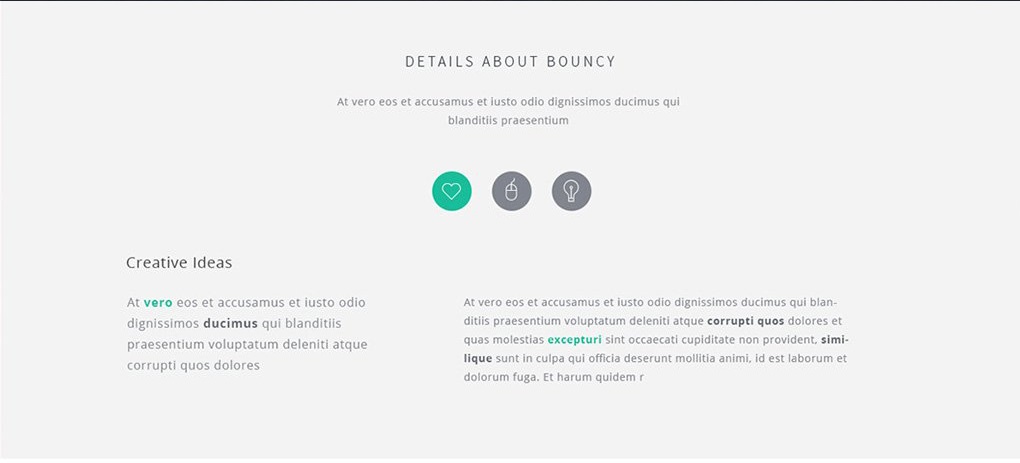 DETAILS ABOUT BOUNCY
At vero eos et accusamus et iusto odio dignissimos ducimus qui
blanditiis praesentium
Creative Ideas
At vero eos et accusamus et iusto odio
dignissimos ducimus qui blanditiis
praesentium voluptatum deleniti atque
corrupti quos dolores
At vero eos et accusamus et iusto odio dignissimos ducimus qui blan-
ditiis praesentium voluptatum deleniti atque corrupti quos dolores et
quas molestias excepturi sint occaecati cupiditate non provident, simi-
lique sunt in culpa qui officia deserunt mollitia animi, id est laborum et
dolorum fuga. Et harum quidem r